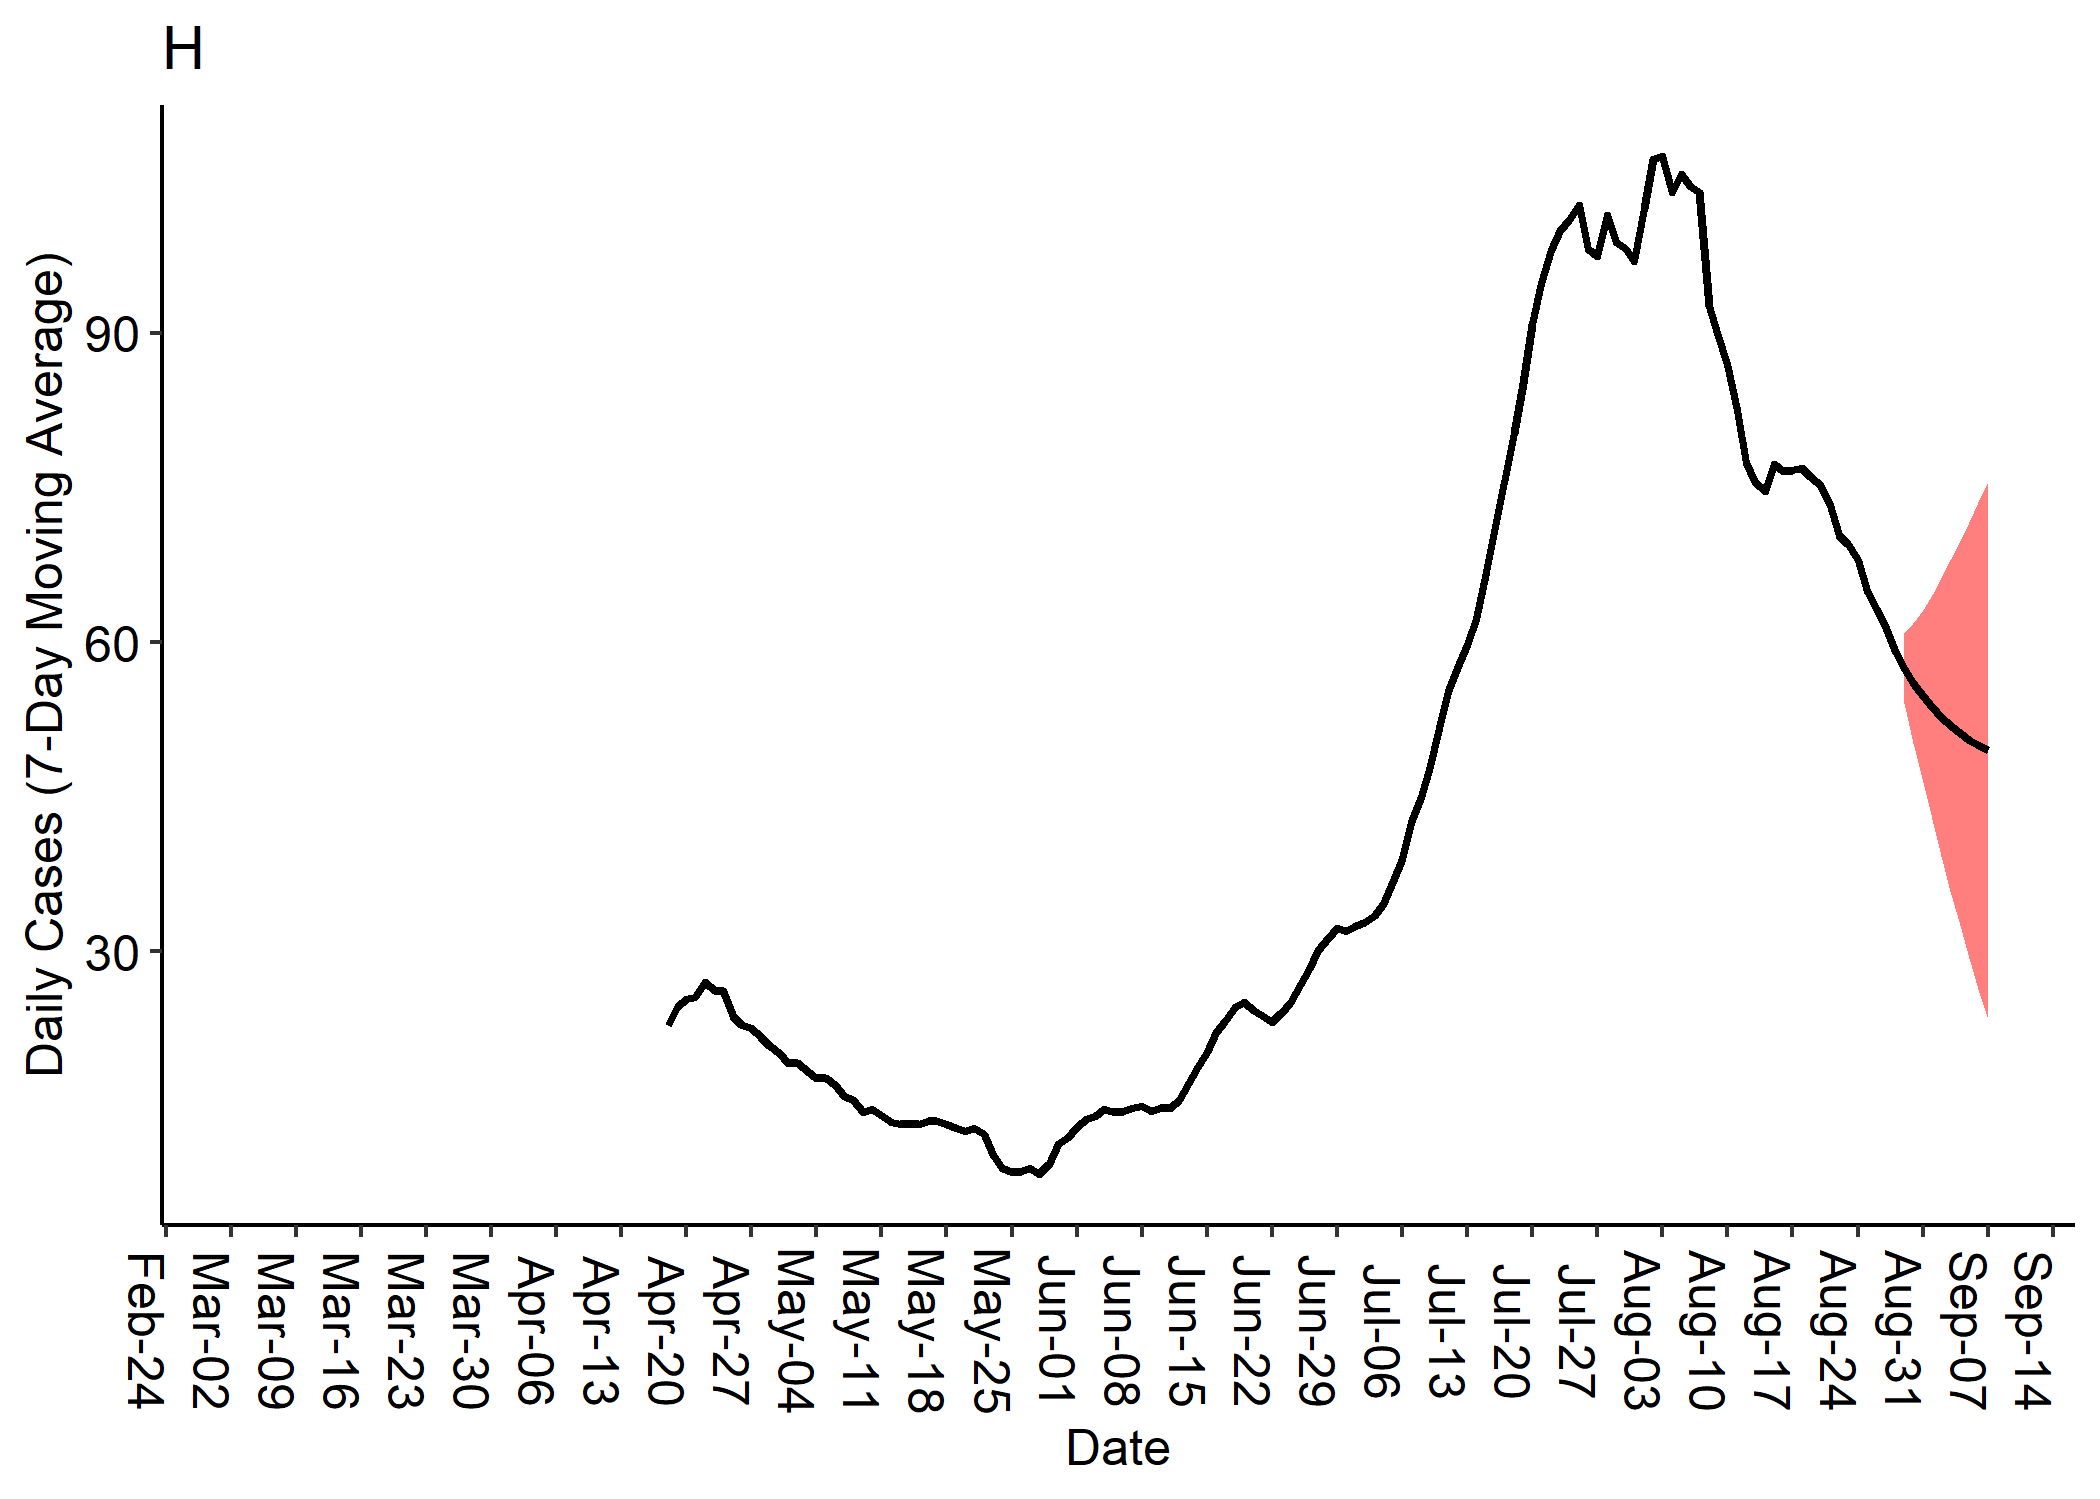 H
Daily Cases (7-Day Moving Average)
90
60
30
Feb-24
Mar-02
Mar-09
Mar-16
Mar-23
Mar-30
Apr-06
Apr-13
Apr-20
Apr-27
May-04
May-11
May-18
May-25
Jun-01
Jun-08
Jun-15
Jun-22
Jun-29
Jul-06
Jul-13
Jul-20
Jul-27
Aug-03
Aug-10
Aug-17
Aug-24
Aug-31
Sep-07
Sep-14
Date